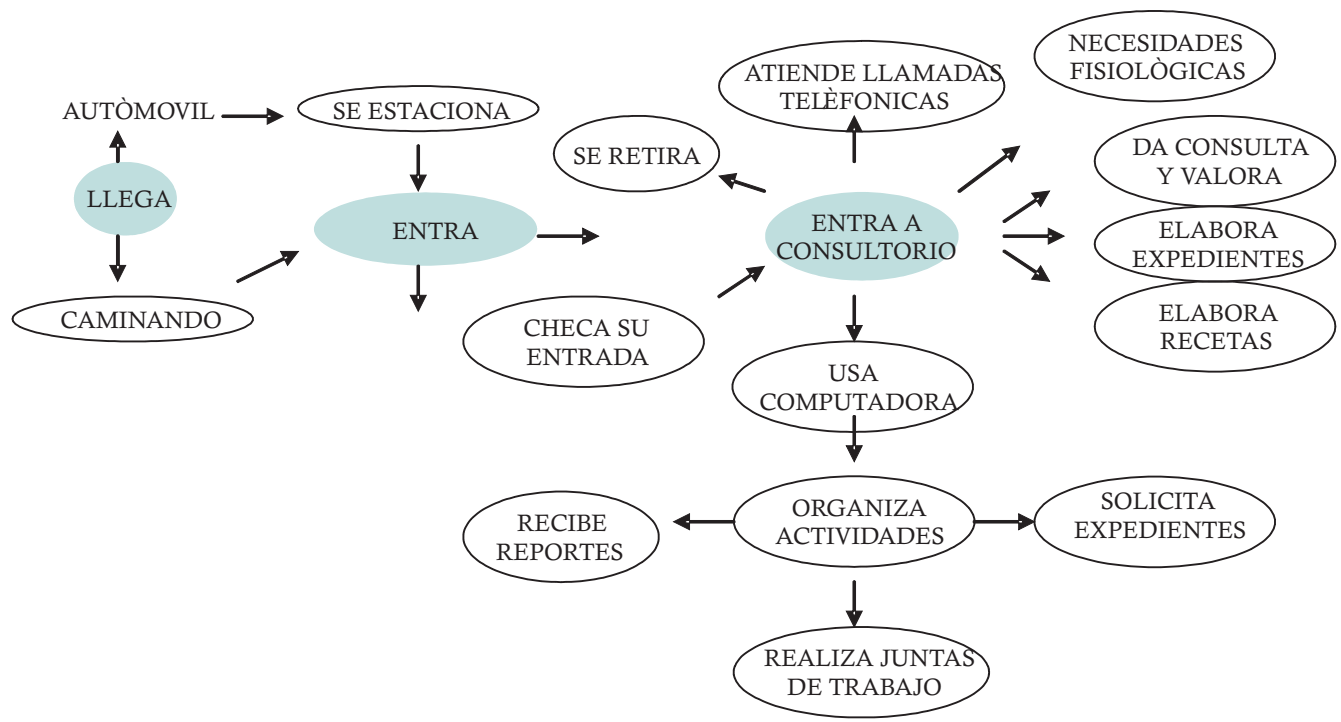 AUTÒMOVIL
SE ESTACIONA
LLEGA
CAMINANDO
ENTRA
SE RETIRA
ATIENDE LLAMADAS
TELÈFONICAS
NECESIDADES
FISIOLÒGICAS
DA CONSULTA
Y VALORA
ENTRA A
CONSULTORIO
ELABORA
EXPEDIENTES
ELABORA
RECETAS
CHECA SU
ENTRADA
USA
COMPUTADORA
RECIBE
REPORTES
ORGANIZA
ACTIVIDADES
SOLICITA
EXPEDIENTES
REALIZA JUNTAS
DE TRABAJO